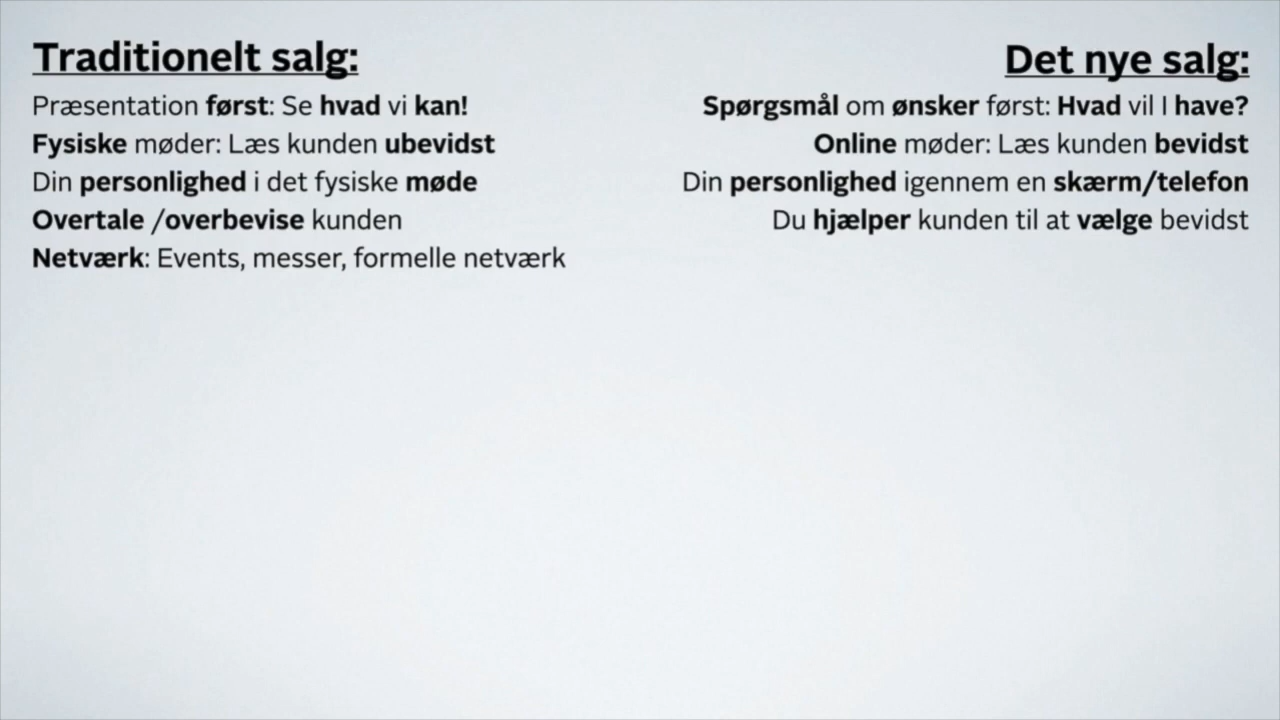 Traditionelt salg:
Præsentation først: Se hvad vi kan!
Fysiske møder: Læs kunden ubevidst
Din personlighed i det fysiske møde
Overtale /overbevise kunden
Netværk: Events, messer, formelle netværk
Det nye salg:
Spørgsmål om ønsker først: Hvad vil I have?
Online møder: Læs kunden bevidst
Din personlighed igennem en skærm/telefon
Du hjælper kunden til at vælge bevidst